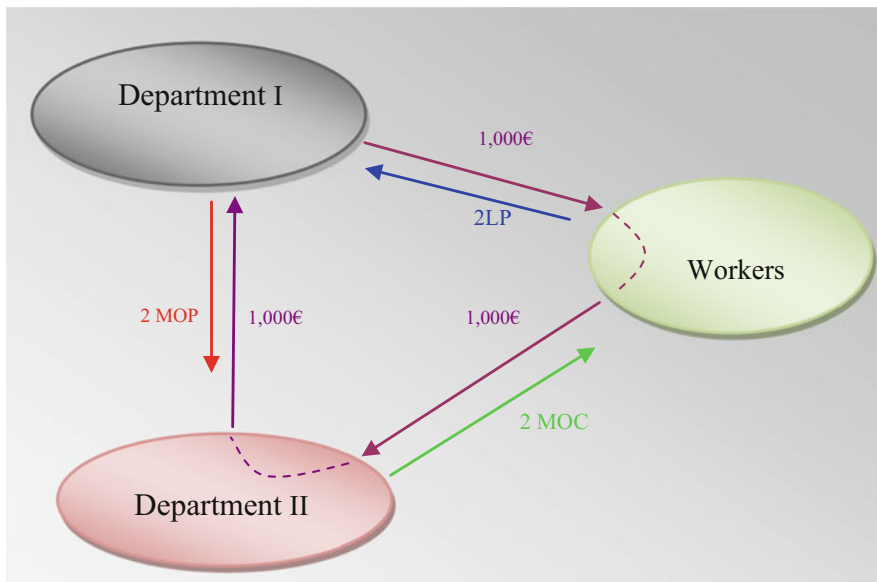 Department I
1,000€
2LP
Workers
2 MOP
1,000€
1,000€
2 MOC
Department II